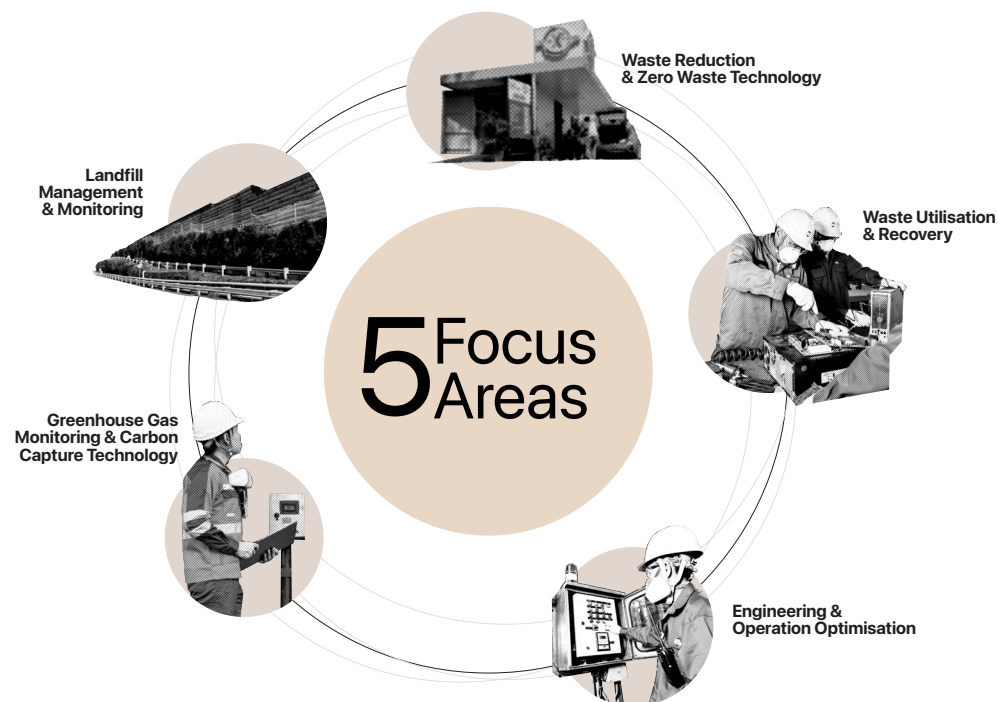 Waste Reduction
& Zero Waste Technology
Landfill
Management
& Monitoring
Waste Utilisation
& Recovery
5 Focus
Areas
Greenhouse Gas
Monitoring & Carbon
Capture Technology
Engineering &
Operation Optimisation